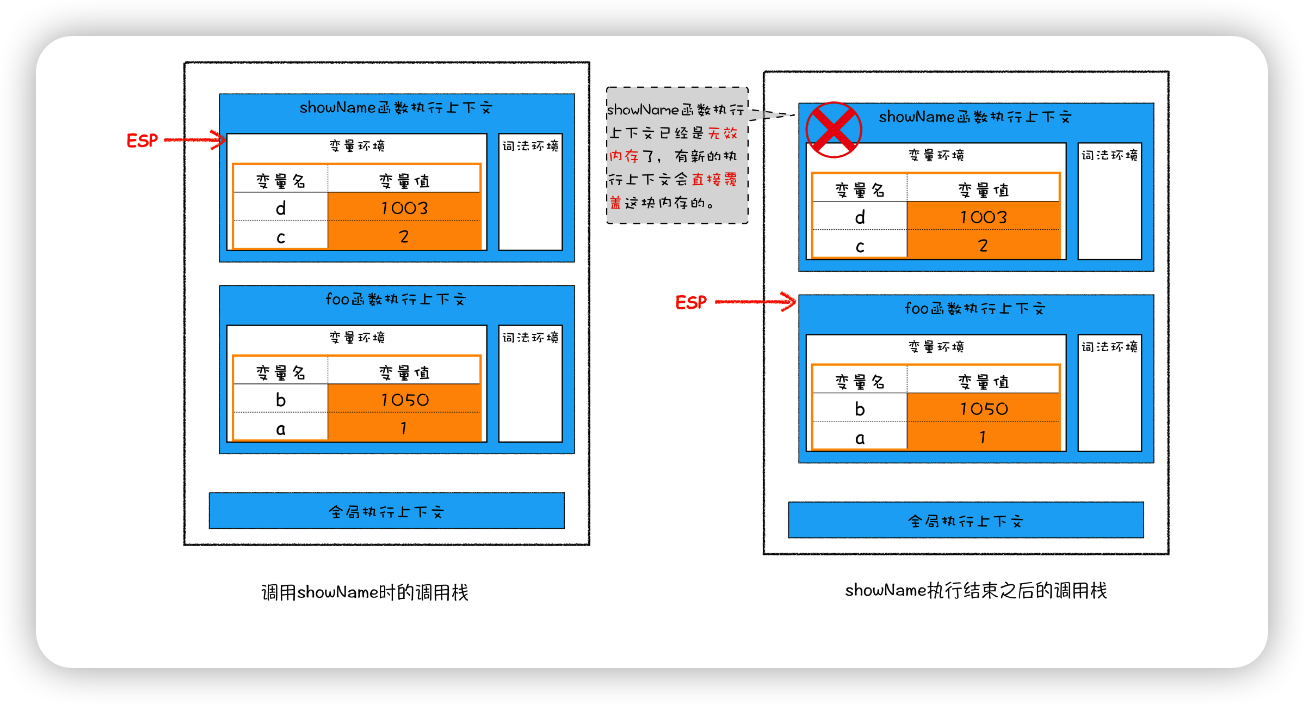 showName函数执行上下文
ESP
变量环境
词法环境
变量名 变量值
d 1003
c 2
foo函数执行上下文
变量环境
词法环境
变量名 变量值
b 1050
a 1
全局执行上下文
调用showName时的调用栈
showName函数执行
上下文已经是无效
内存了，有新的执
行上下文会直接覆
盖这块内存的。
showName函数执行上下文
变量环境
词法环境
变量名 变量值
d 1003
c 2
ESP
foo函数执行上下文
变量环境
词法环境
变量名 变量值
b 1050
a 1
全局执行上下文
showName执行结束之后的调用栈